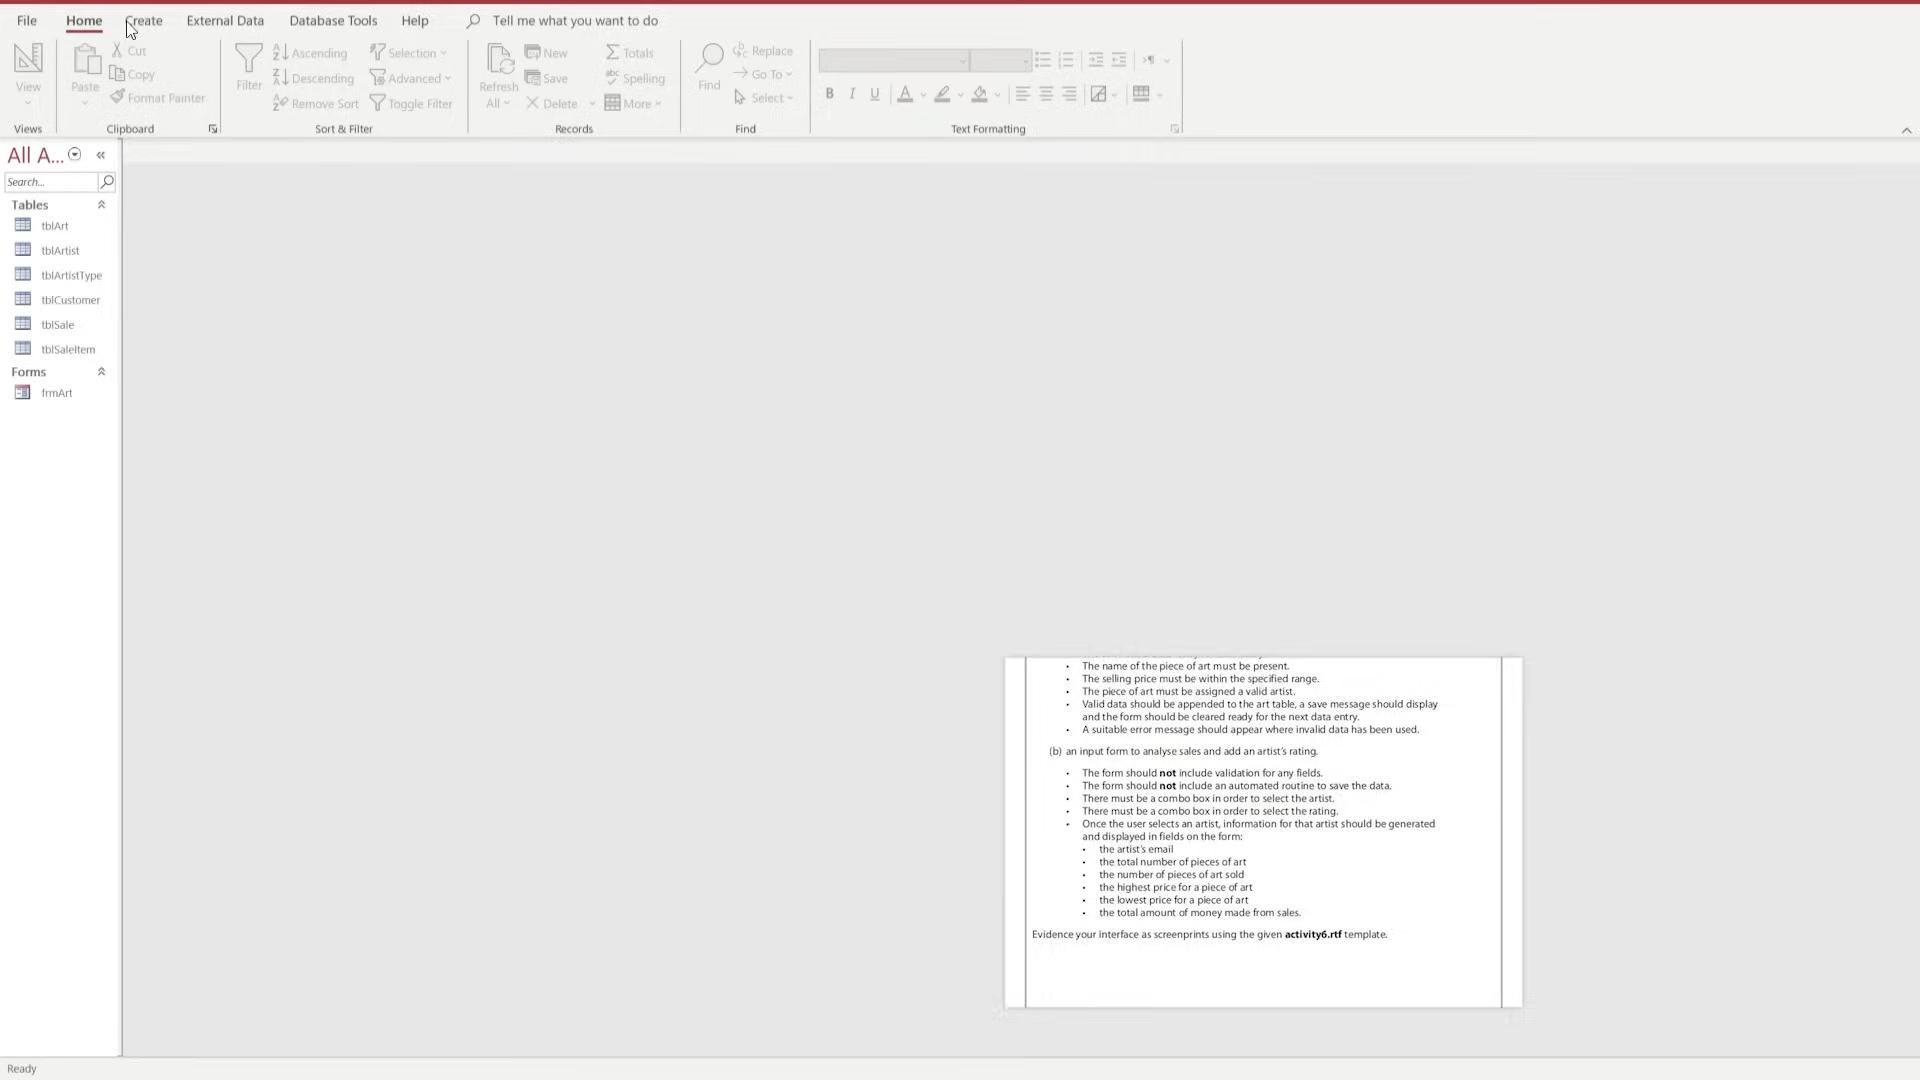 File Home Create External Data Database Tools Help Tell me what you want to do
View
Views
Paste
Cut
Copy
Format Painter
Clipboard
Filter
Ascending
Descending
Remove Sort
Selection
Advanced
Toggle Filter
Sort & Filter
Refresh
All
New
Save
Delete
Totals
Spelling
More
Records
Find
Replace
Go To
Select
Find
B I U
Text Formatting
All A...
Search...
Tables
tblArt
tblArtist
tblArtistType
tblCustomer
tblSale
tblSaleItem
Forms
frmArt
• The name of the piece of art must be present.
• The selling price must be within the specified range.
• The piece of art must be assigned a valid artist.
• Valid data should be appended to the art table, a save message should display
and the form should be cleared ready for the next data entry.
• A suitable error message should appear where invalid data has been used.
(b) an input form to analyse sales and add an artist's rating.
• The form should not include validation for any fields.
• The form should not include an automated routine to save the data.
• There must be a combo box in order to select the artist.
• There must be a combo box in order to select the rating.
• Once the user selects an artist, information for that artist should be generated
and displayed in fields on the form:
• the artist's email
• the total number of pieces of art
• the number of pieces of art sold
• the highest price for a piece of art
• the lowest price for a piece of art
• the total amount of money made from sales.
Evidence your interface as screenprints using the given activity6.rtf template.
Ready